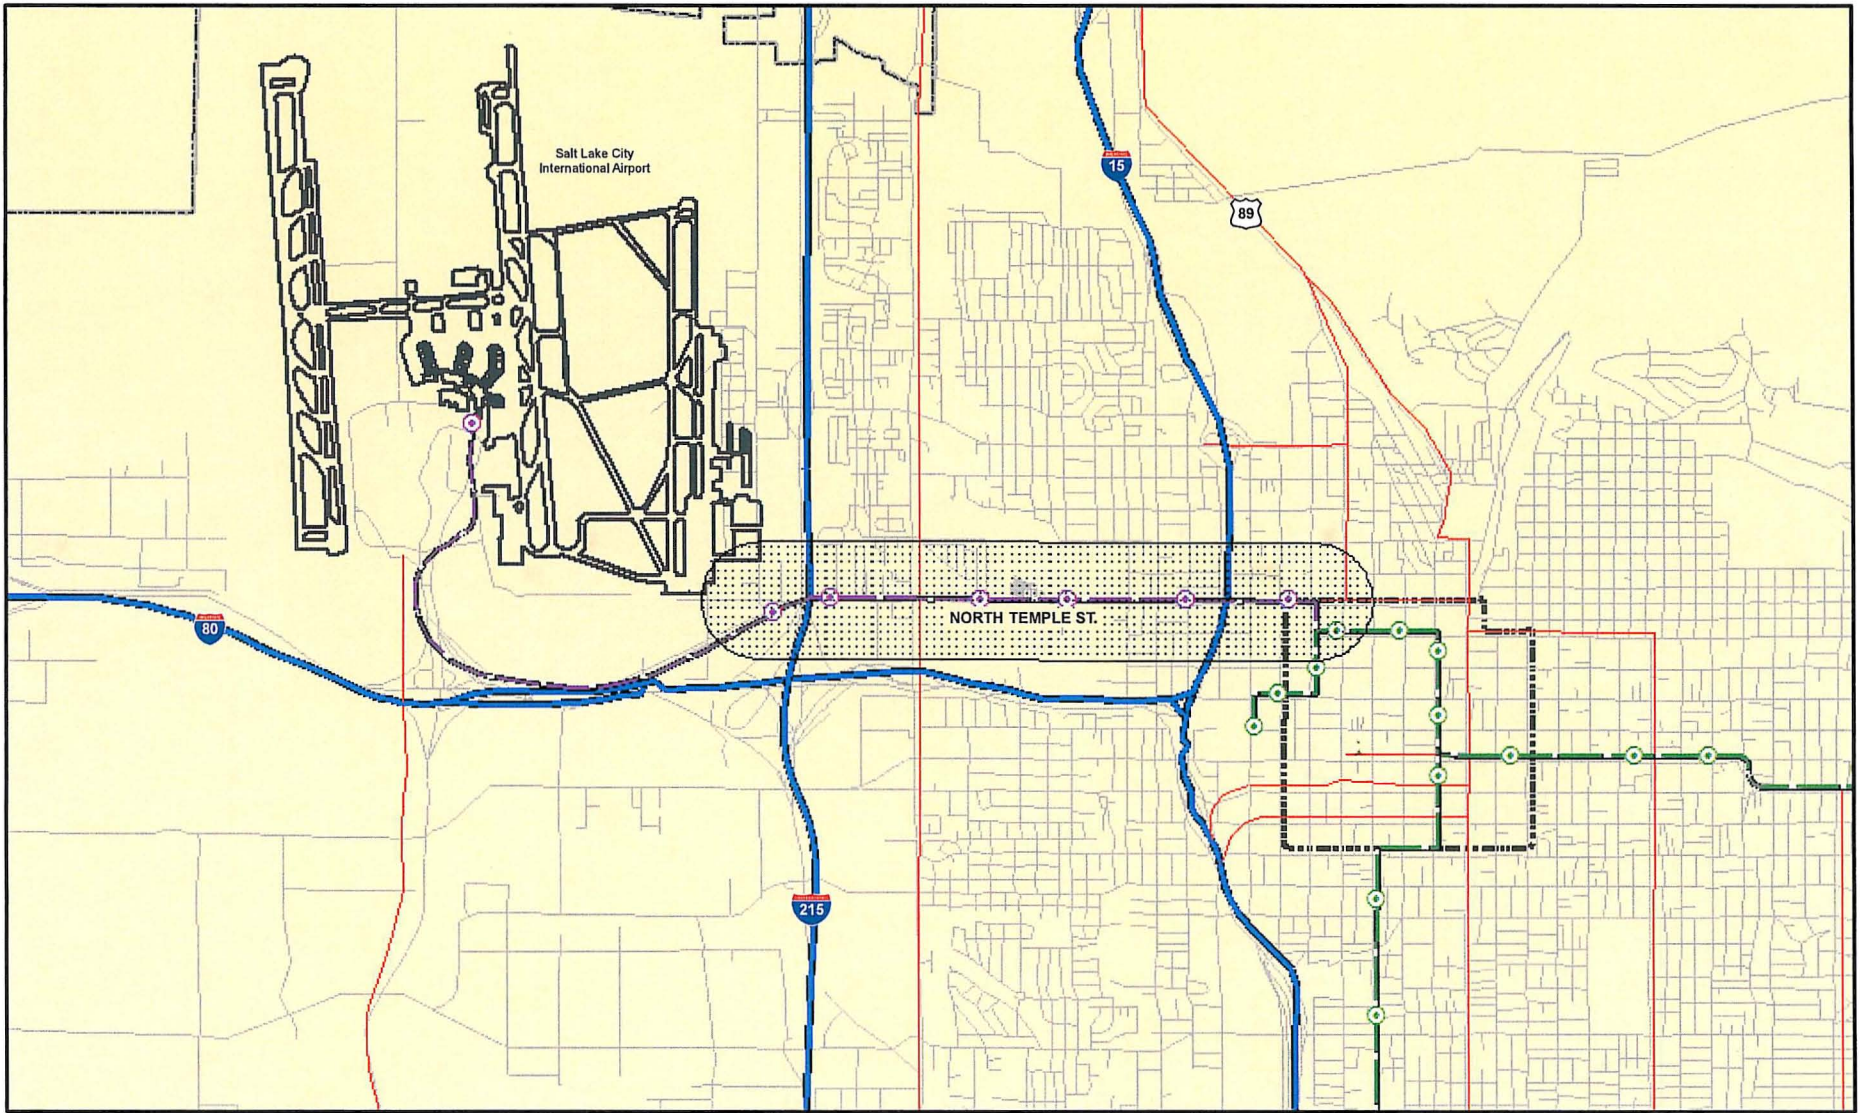 Salt Lake City
International Airport
15
89
NORTH TEMPLE ST.
80
215